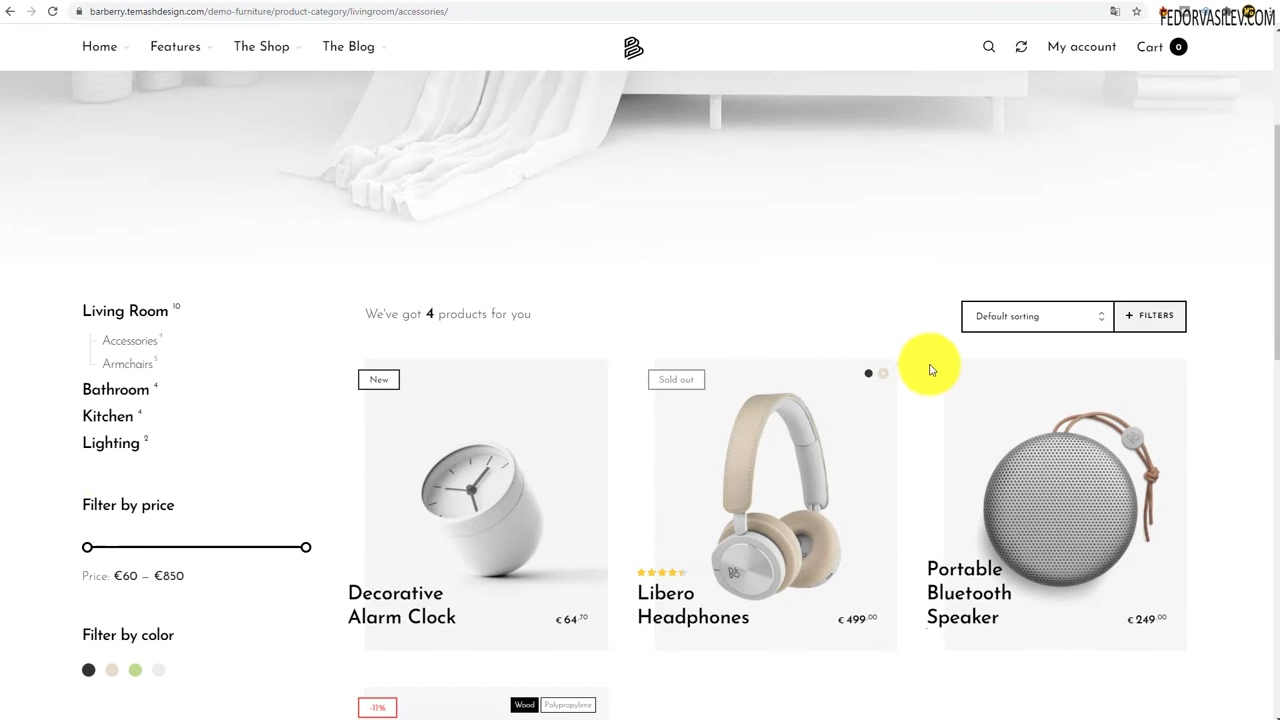 barberry.temashdesign.com/demo-furniture/product-category/livingroom/accessories/
FEDORVASILEV.COM
Home Features The Shop The Blog
My account Cart 0
Living Room 10
Accessories 4
Armchairs 5
Bathroom 4
Kitchen 4
Lighting 2
We've got 4 products for you
Default sorting
+ FILTERS
New
Sold out
Decorative
Alarm Clock
€ 64.70
Libero
Headphones
€ 499.00
Portable
Bluetooth
Speaker
€ 249.00
Filter by price
Price: €60 — €850
Filter by color
-11%
Wood Polypropylene